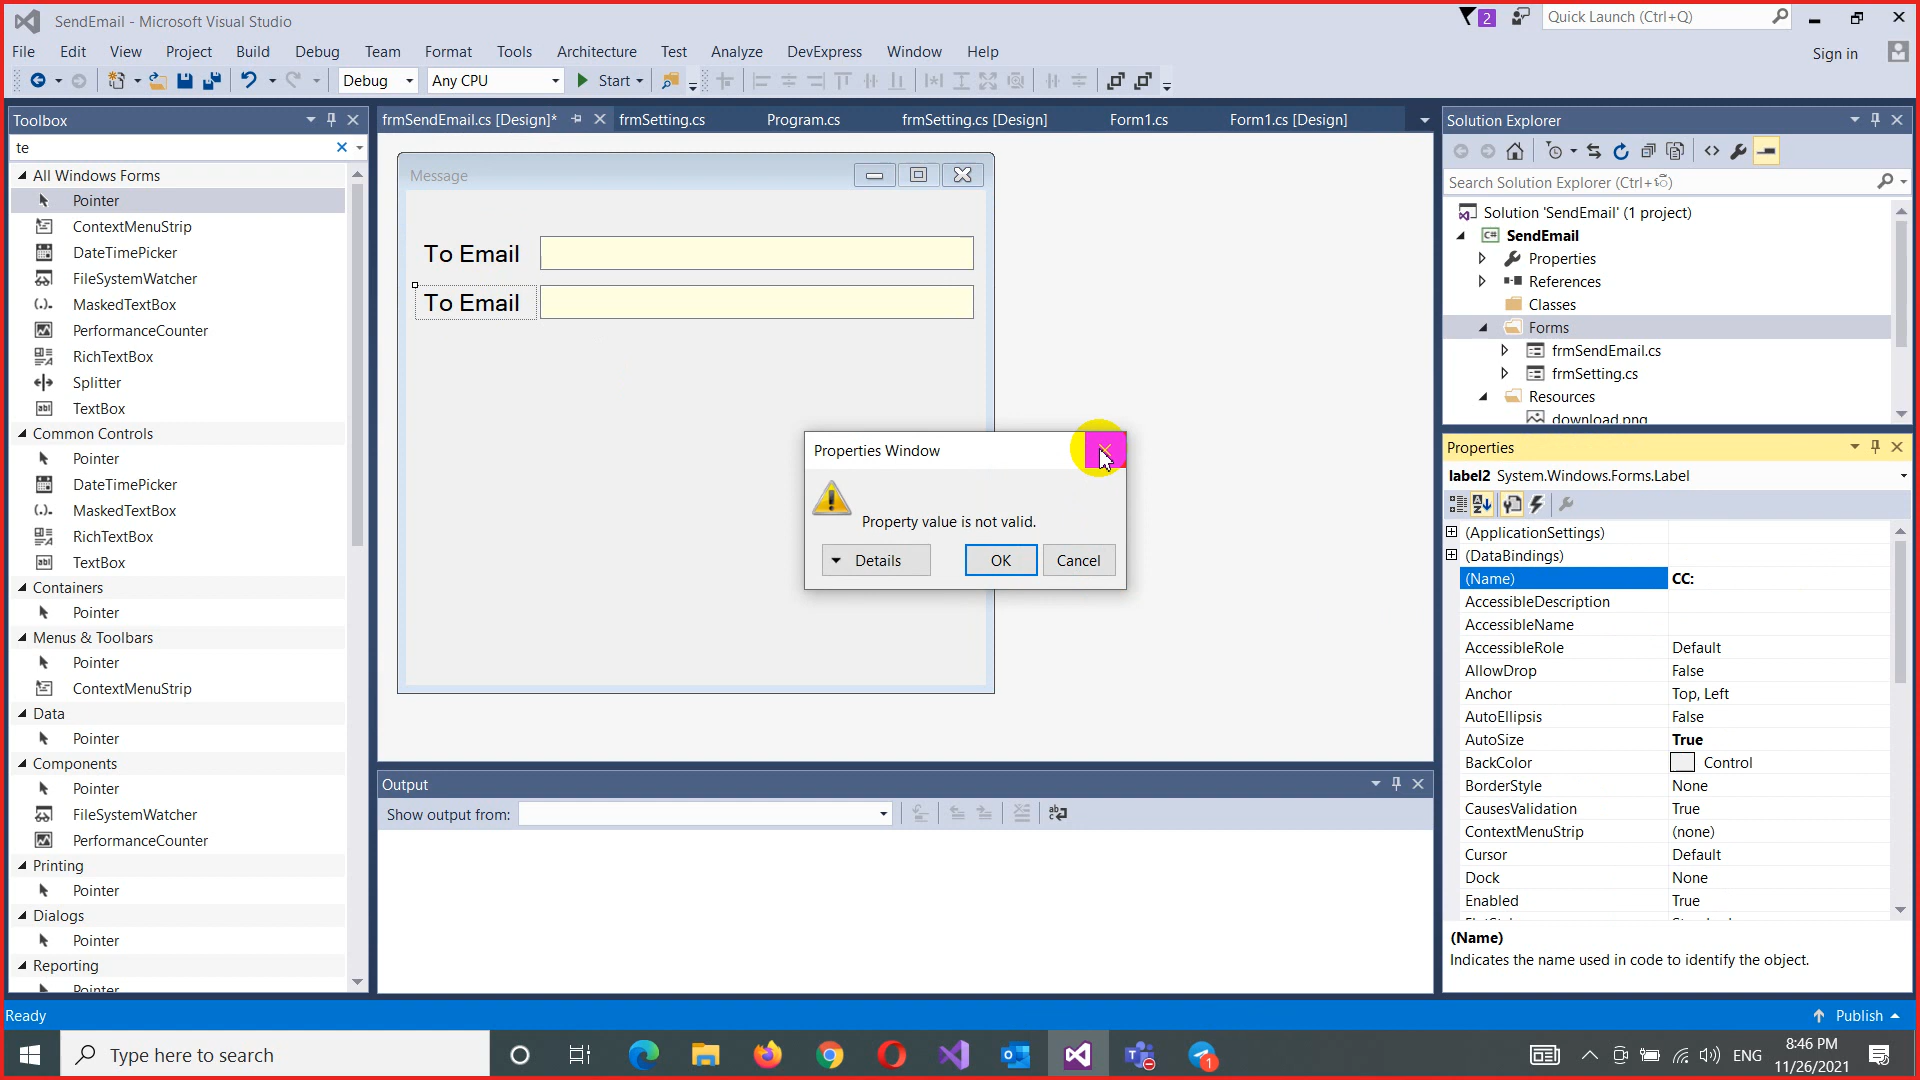 SendEmail - Microsoft Visual Studio
2
Quick Launch (Ctrl+Q)
File Edit View Project Build Debug Team Format Tools Architecture Test Analyze DevExpress Window Help
Sign in
Debug Any CPU Start
Toolbox
te
All Windows Forms
Pointer
ContextMenuStrip
DateTimePicker
FileSystemWatcher
MaskedTextBox
PerformanceCounter
RichTextBox
Splitter
TextBox
Common Controls
Pointer
DateTimePicker
MaskedTextBox
RichTextBox
TextBox
Containers
Pointer
Menus & Toolbars
Pointer
ContextMenuStrip
Data
Pointer
Components
Pointer
FileSystemWatcher
PerformanceCounter
Printing
Pointer
Dialogs
Pointer
Reporting
Pointer
frmSendEmail.cs [Design]* frmSetting.cs Program.cs frmSetting.cs [Design] Form1.cs Form1.cs [Design]
Message
To Email
To Email
Properties Window
Property value is not valid.
Details OK Cancel
Output
Show output from:
Solution Explorer
Solution 'SendEmail' (1 project)
SendEmail
Properties
References
Classes
Forms
frmSendEmail.cs
frmSetting.cs
Resources
download.png
Properties
label2 System.Windows.Forms.Label
(ApplicationSettings)
(DataBindings)
(Name) CC:
AccessibleDescription
AccessibleName
AccessibleRole Default
AllowDrop False
Anchor Top, Left
AutoEllipsis False
AutoSize True
BackColor Control
BorderStyle None
CausesValidation True
ContextMenuStrip (none)
Cursor Default
Dock None
Enabled True
(Name)
Indicates the name used in code to identify the object.
Ready
Publish
Type here to search
1
ENG
8:46 PM
11/26/2021